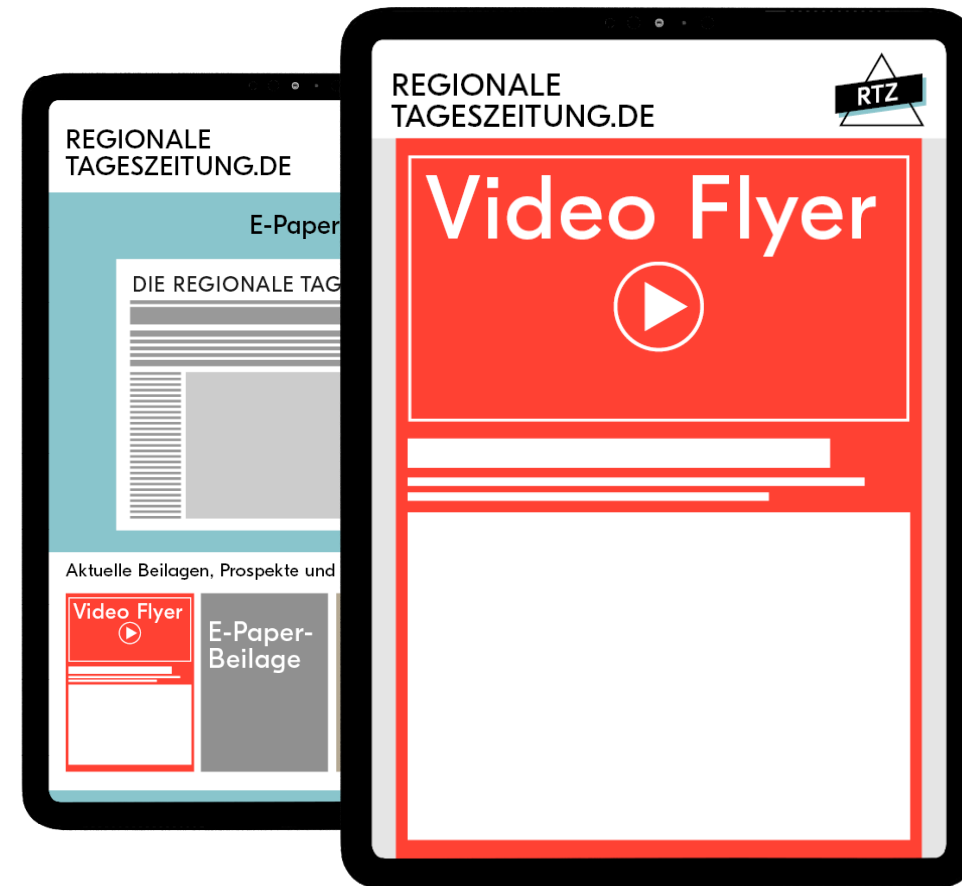 REGIONALE
TAGESZEITUNG.DE
E-Paper
DIE REGIONALE TAG
Aktuelle Beilagen, Prospekte und
Video Flyer
E-Paper-
Beilage
REGIONALE
TAGESZEITUNG.DE
RTZ
Video Flyer